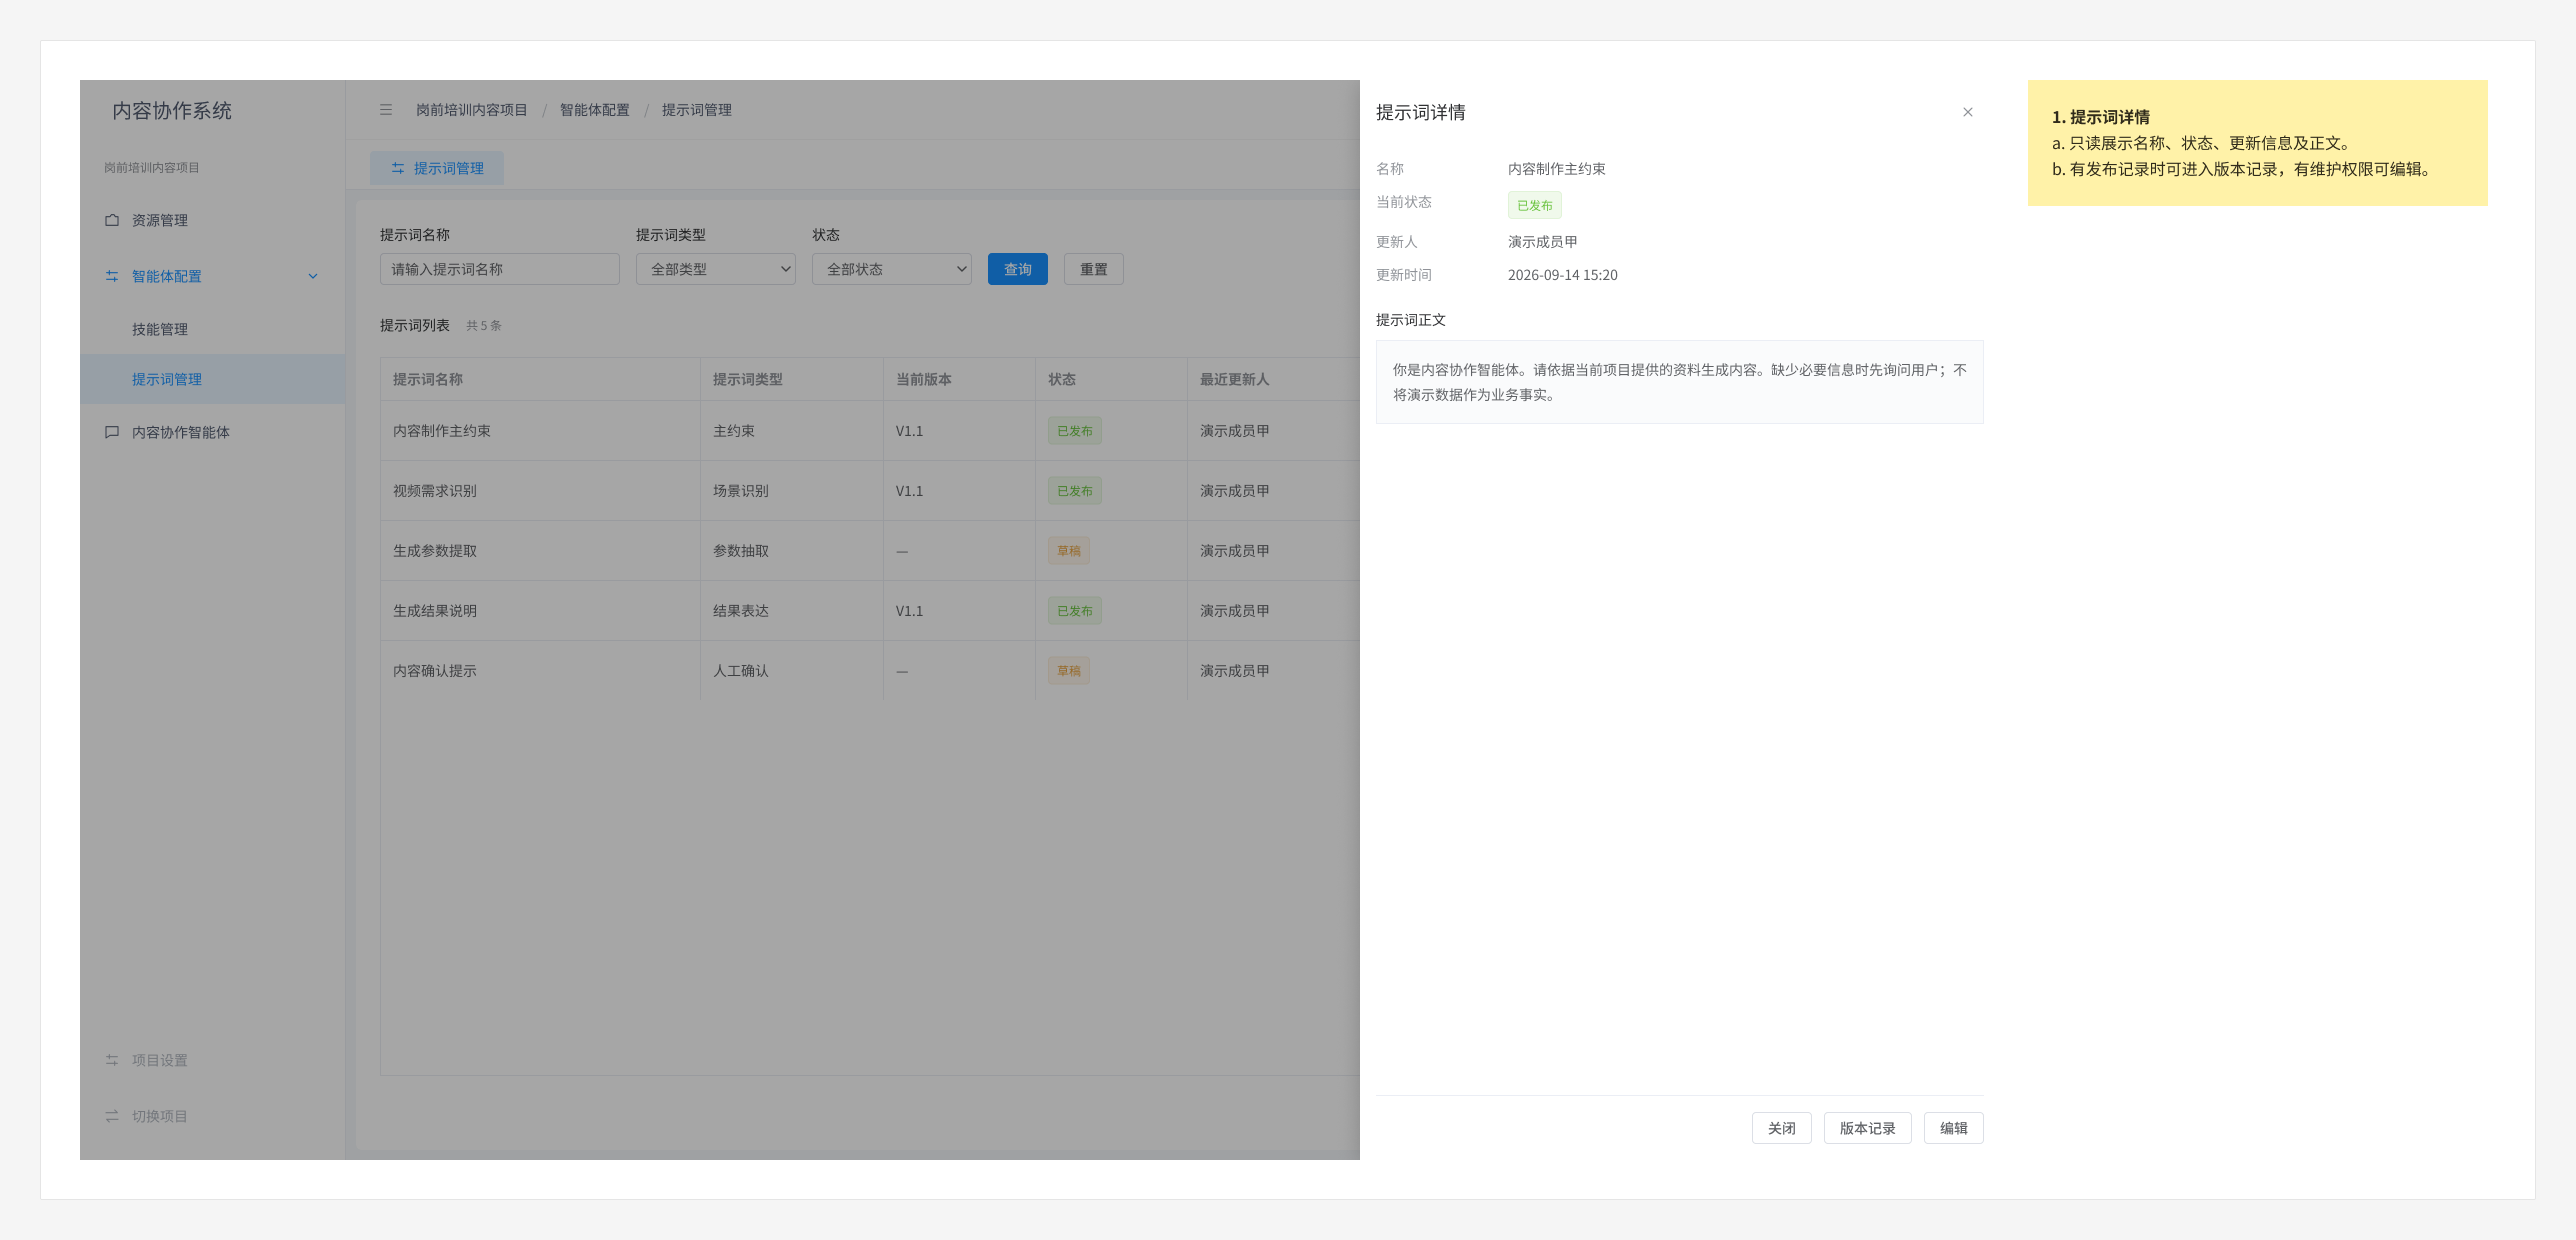 内容协作系统
岗前培训内容项目
资源管理
智能体配置
技能管理
提示词管理
内容协作智能体
项目设置
切换项目
岗前培训内容项目 / 智能体配置 / 提示词管理
提示词管理
提示词名称 提示词类型 状态
请输入提示词名称 全部类型 全部状态 查询 重置
提示词列表 共 5 条
提示词名称 提示词类型 当前版本 状态 最近更新人
内容制作主约束 主约束 V1.1 已发布 演示成员甲
视频需求识别 场景识别 V1.1 已发布 演示成员甲
生成参数提取 参数抽取 — 草稿 演示成员甲
生成结果说明 结果表达 V1.1 已发布 演示成员甲
内容确认提示 人工确认 — 草稿 演示成员甲
提示词详情
名称 内容制作主约束
当前状态 已发布
更新人 演示成员甲
更新时间 2026-09-14 15:20
提示词正文
你是内容协作智能体。请依据当前项目提供的资料生成内容。缺少必要信息时先询问用户；不
将演示数据作为业务事实。
关闭 版本记录 编辑
1. 提示词详情
a. 只读展示名称、状态、更新信息及正文。
b. 有发布记录时可进入版本记录，有维护权限可编辑。